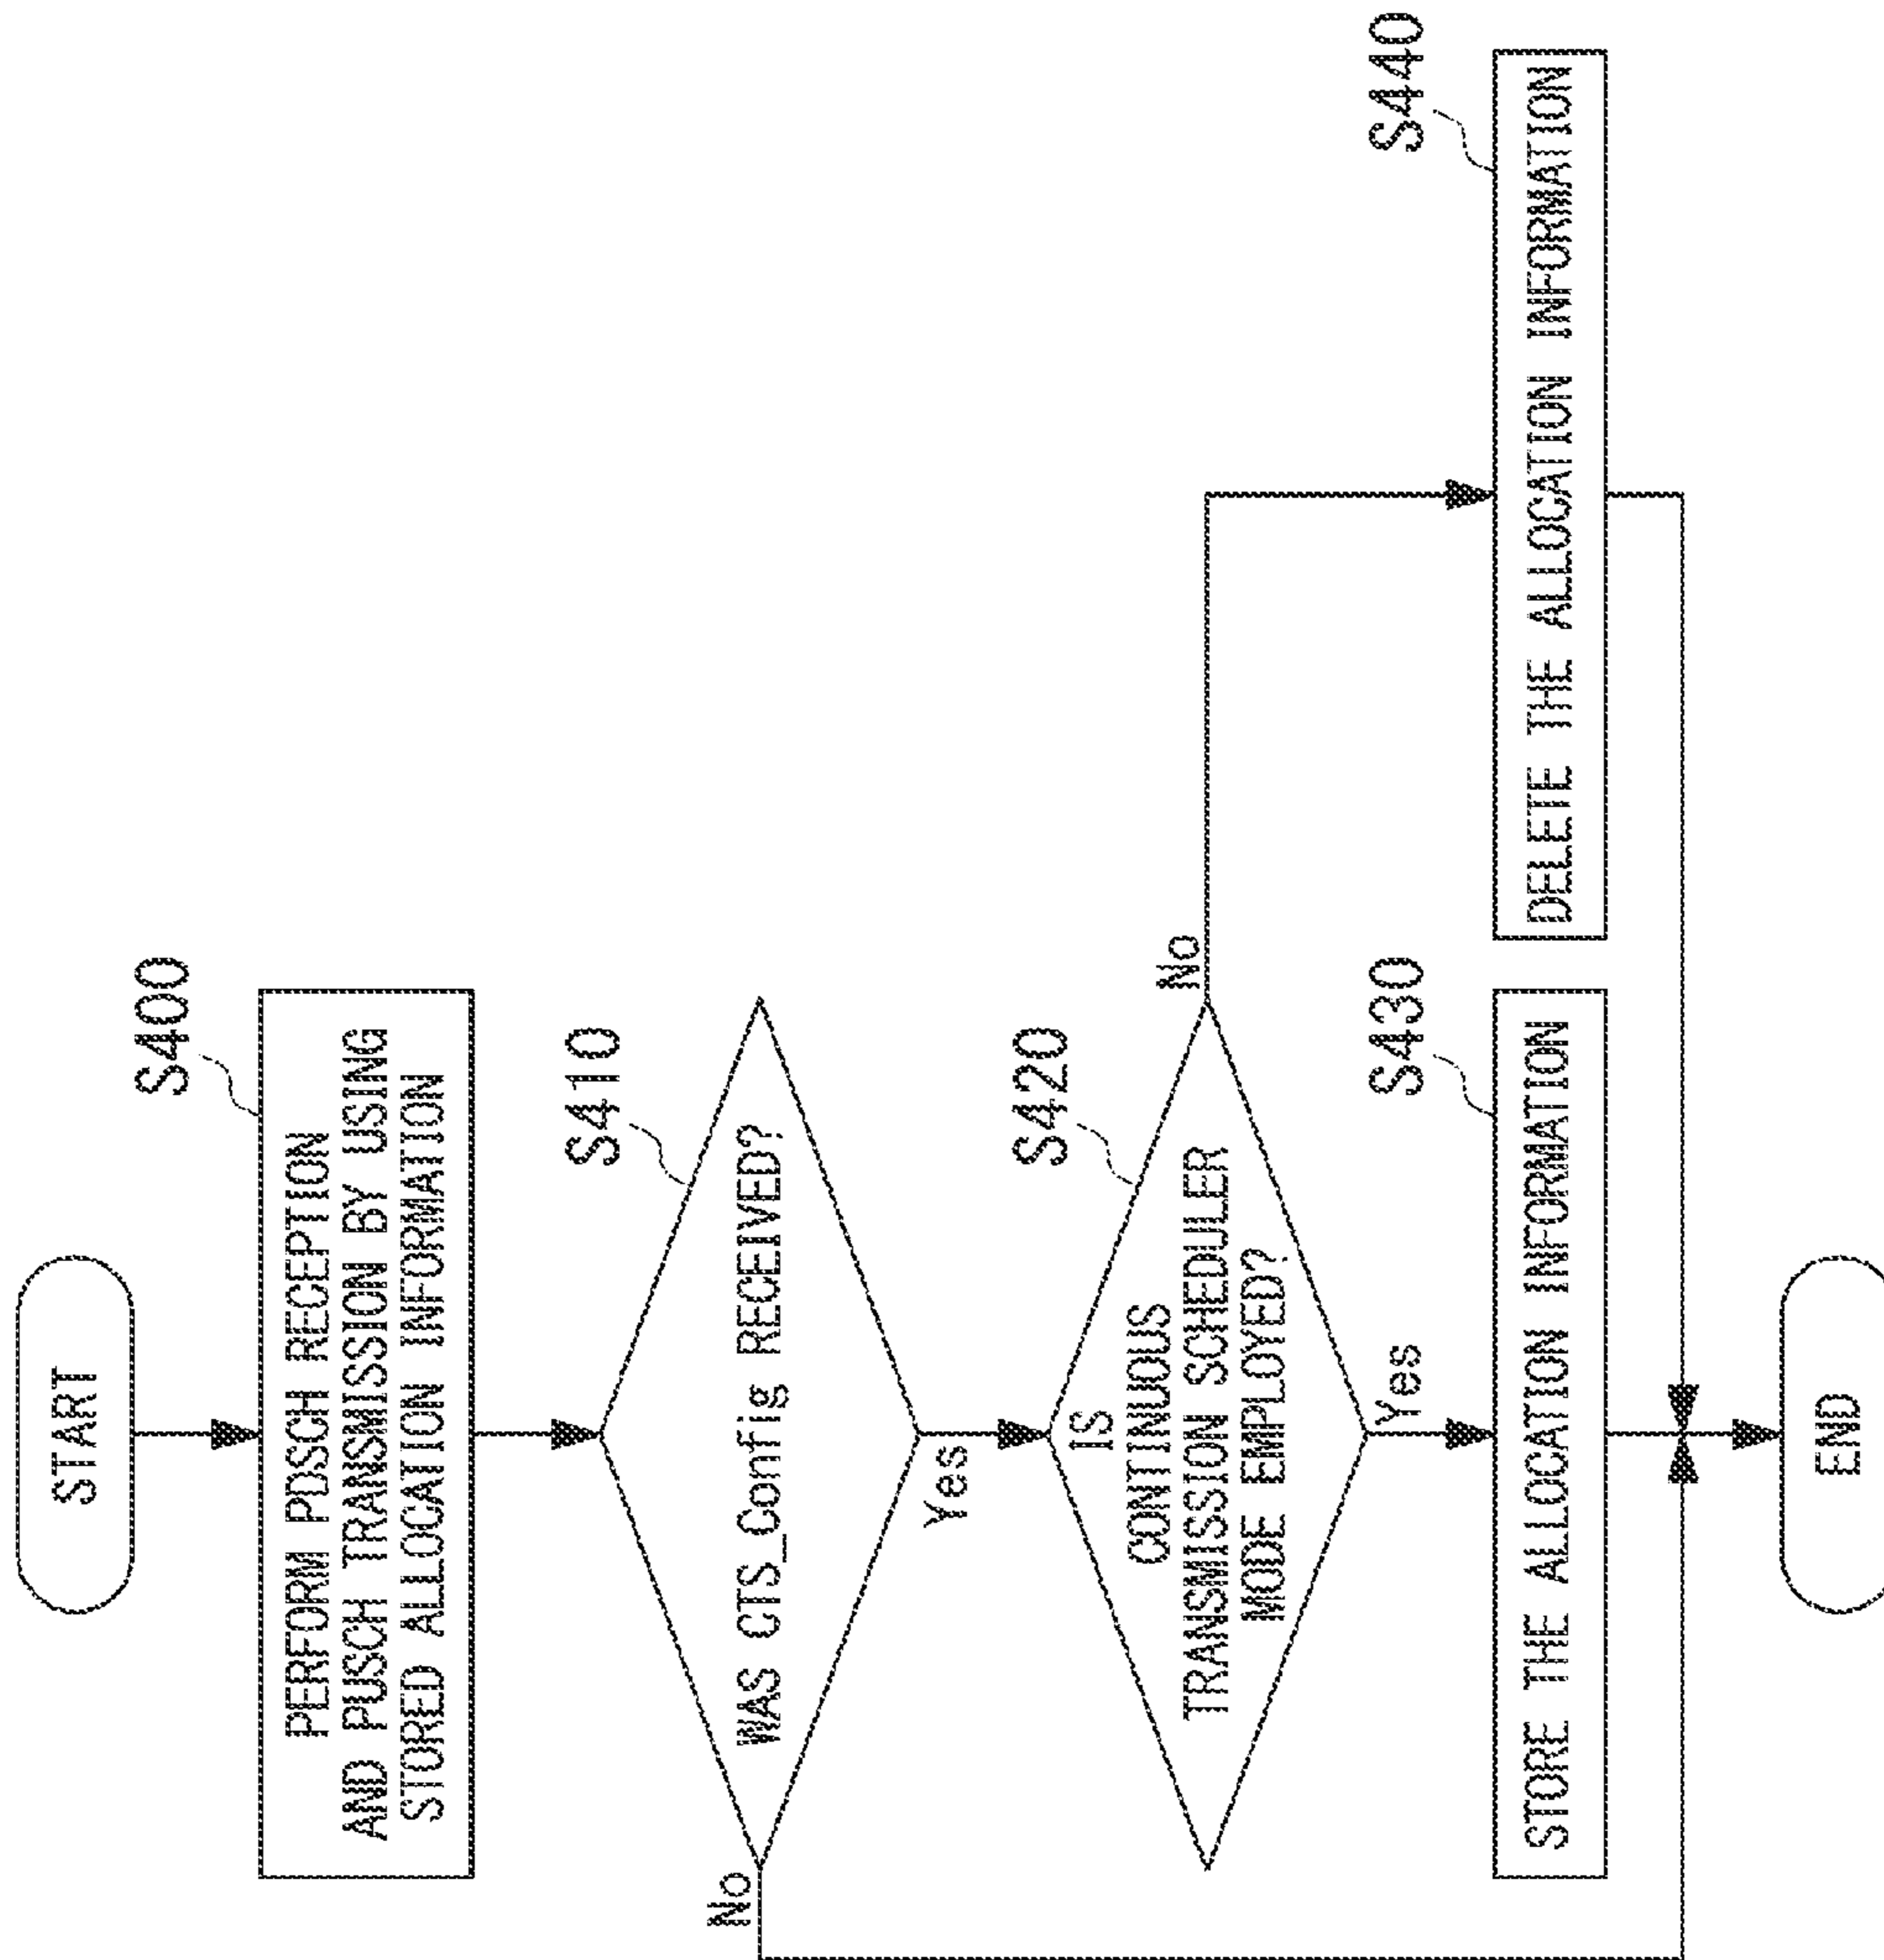 START
S400
PERFORM PDSCH RECEPTION
AND PUSCH TRANSMISSION BY USING
STORED ALLOCATION INFORMATION
S410
WAS CTS_Config RECEIVED?
No
Yes
S420
IS
CONTINUOUS
TRANSMISSION SCHEDULER
MODE EMPLOYED?
No
Yes
S430
STORE THE ALLOCATION INFORMATION
S440
DELETE THE ALLOCATION INFORMATION
END